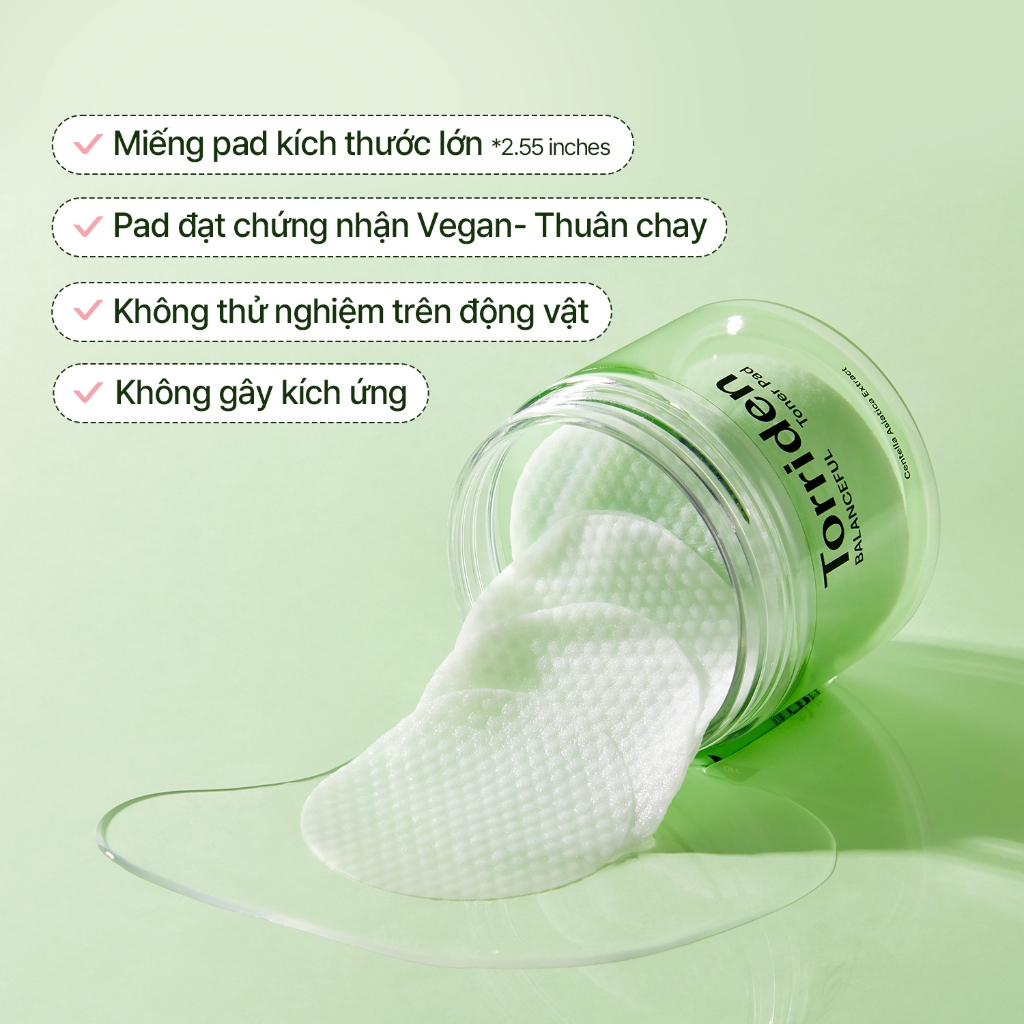 Miếng pad kích thước lớn *2.55 inches
Pad đạt chứng nhận Vegan- Thuân chay
Không thử nghiệm trên động vật
Không gây kích ứng
Torriden
BALANCEFUL
Toner Pad
Centella Asiatica Extract